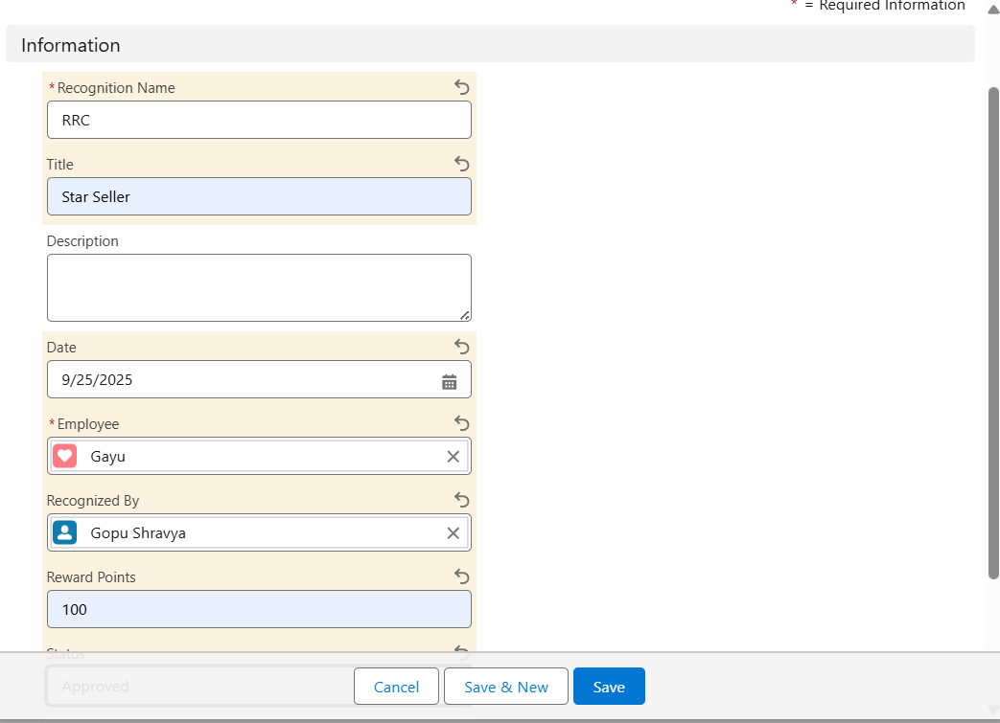 * = Required Information
Information
*Recognition Name
RRC
Title
Star Seller
Description
Date
9/25/2025
*Employee
Gayu
Recognized By
Gopu Shravya
Reward Points
100
Status
Approved
Cancel
Save & New
Save